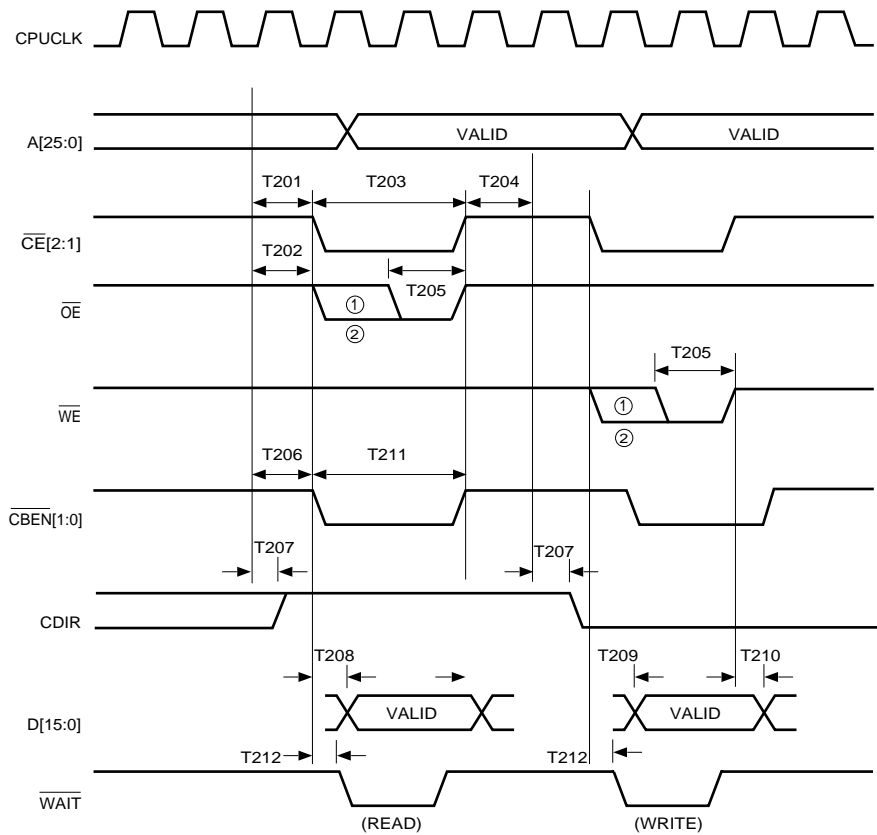 CPUCLK
A[25:0]
VALID
VALID
T201
T203
T204
CE[2:1]
T202
T205
OE
①
②
T205
WE
①
②
T206
T211
CBEN[1:0]
T207
T207
CDIR
T208
T209
T210
D[15:0]
VALID
VALID
T212
T212
WAIT
(READ)
(WRITE)